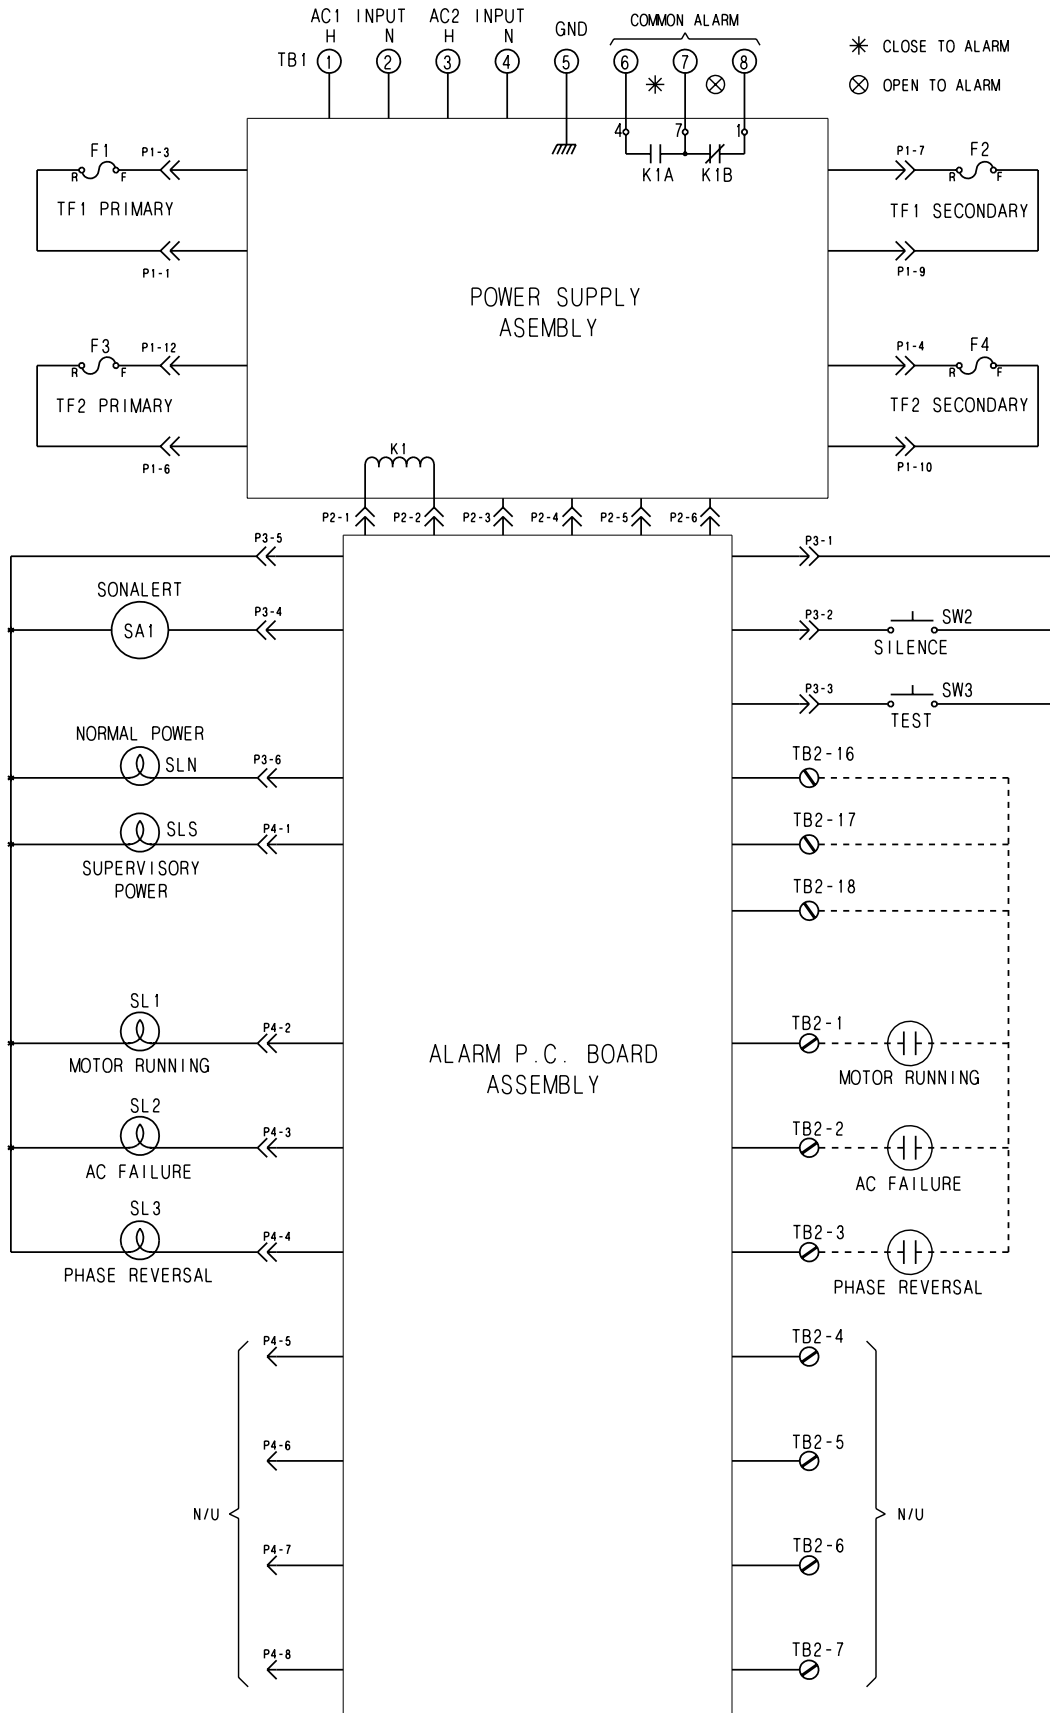 AC1 INPUT AC2 INPUT GND COMMON ALARM
H N H N
TB1 1 2 3 4 5 6 7 8
CLOSE TO ALARM
OPEN TO ALARM
4 7 1
K1A K1B
F1 P1-3
R F
TF1 PRIMARY
P1-1
P1-7 F2
R F
TF1 SECONDARY
P1-9
POWER SUPPLY
ASEMBLY
F3 P1-12
R F
TF2 PRIMARY
P1-6
P1-4 F4
R F
TF2 SECONDARY
P1-10
K1
P2-1 P2-2 P2-3 P2-4 P2-5 P2-6
P3-5
SONALERT
SA1
P3-4
NORMAL POWER
SLN
P3-6
SLS
P4-1
SUPERVISORY
POWER
SL1
P4-2
MOTOR RUNNING
SL2
P4-3
AC FAILURE
SL3
P4-4
PHASE REVERSAL
P4-5
P4-6
N/U
P4-7
P4-8
ALARM P.C. BOARD
ASSEMBLY
P3-1
P3-2
SW2
SILENCE
P3-3
SW3
TEST
TB2-16
TB2-17
TB2-18
TB2-1
MOTOR RUNNING
TB2-2
AC FAILURE
TB2-3
PHASE REVERSAL
TB2-4
TB2-5
N/U
TB2-6
TB2-7